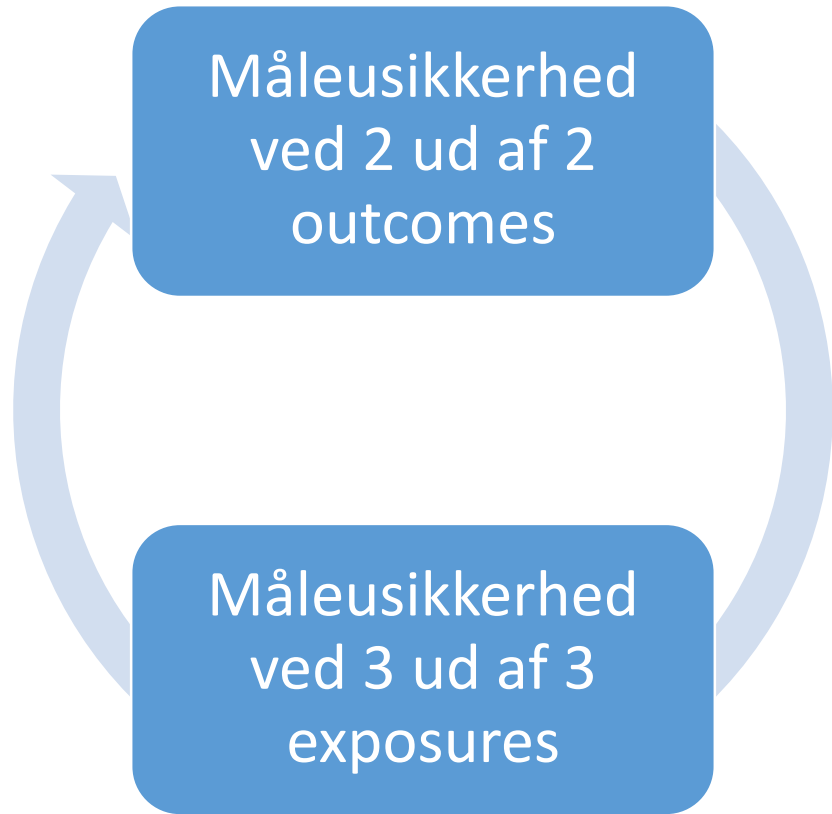 Måleusikkerhed
ved 2 ud af 2
outcomes
Måleusikkerhed
ved 3 ud af 3
exposures